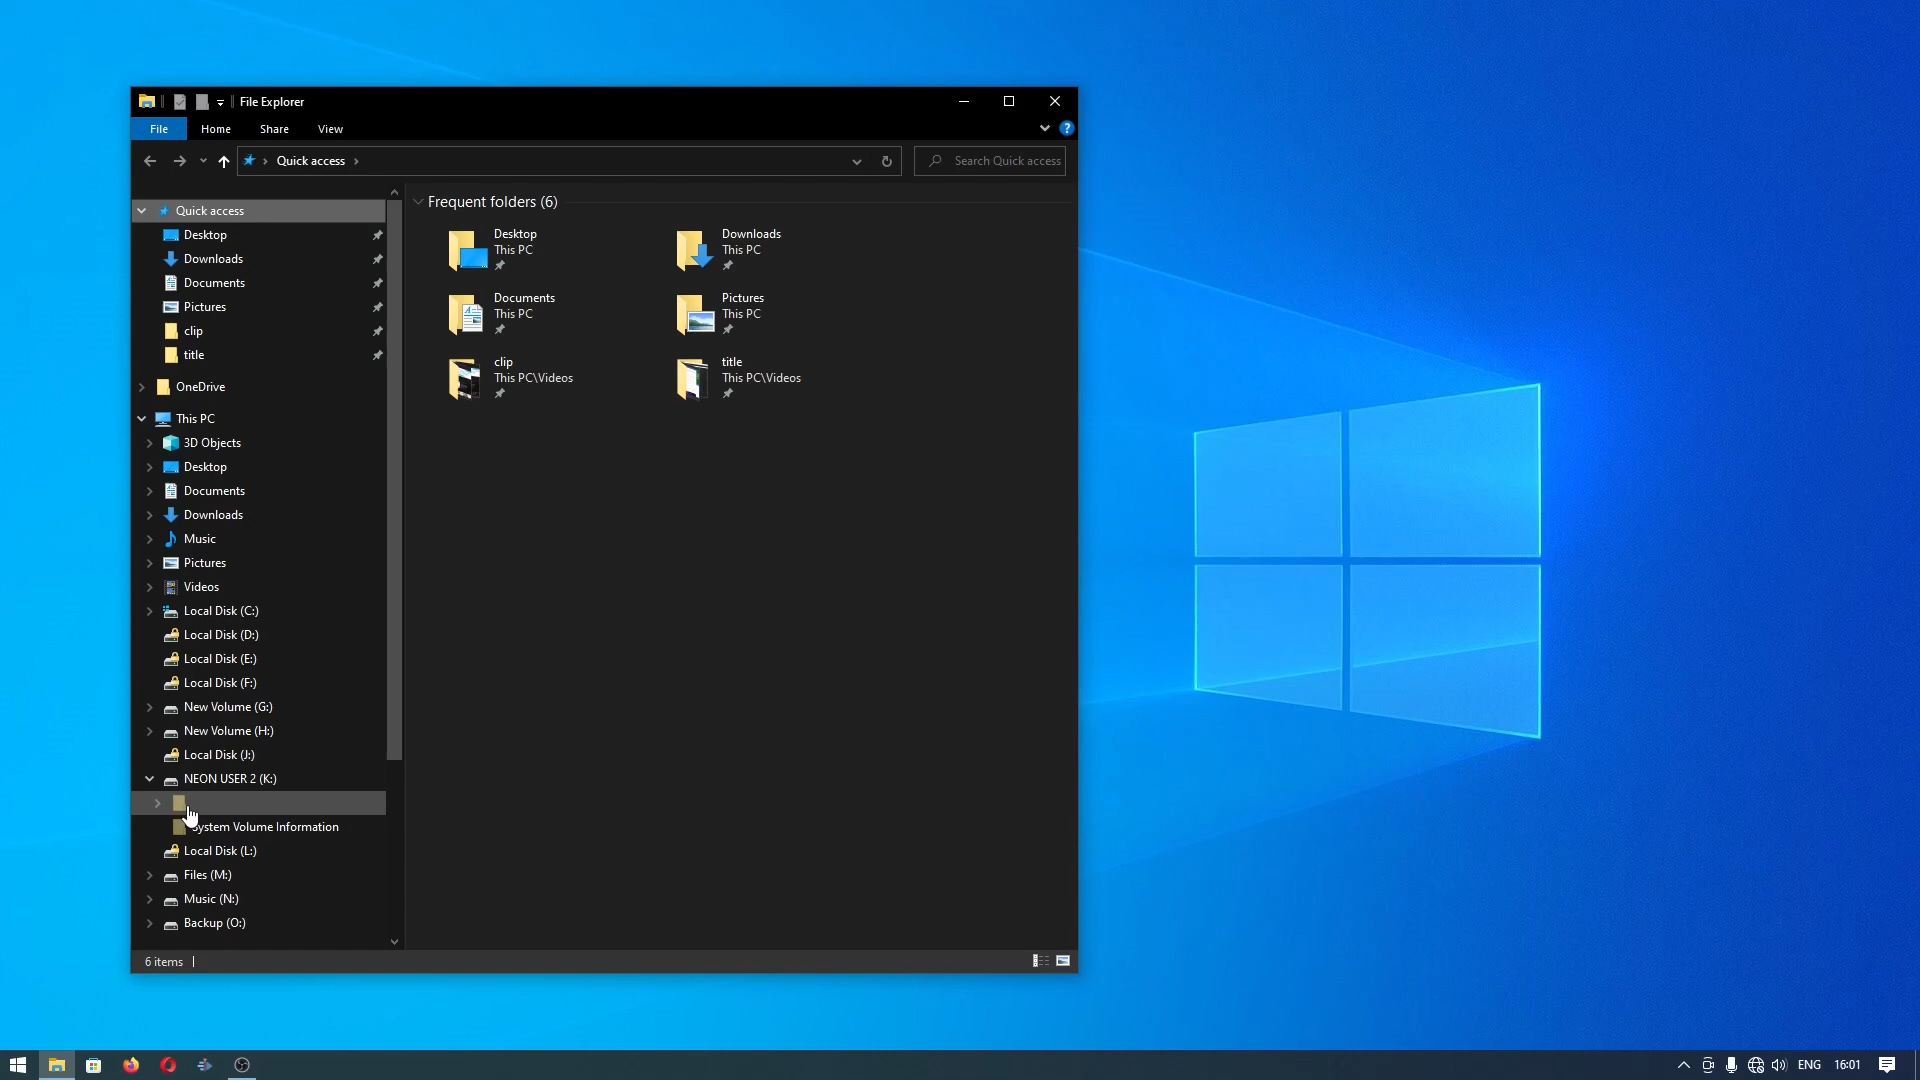 File Explorer
File Home Share View
?
Quick access
Search Quick access
Quick access
Desktop
Downloads
Documents
Pictures
clip
title
OneDrive
This PC
3D Objects
Desktop
Documents
Downloads
Music
Pictures
Videos
Local Disk (C:)
Local Disk (D:)
Local Disk (E:)
Local Disk (F:)
New Volume (G:)
New Volume (H:)
Local Disk (J:)
NEON USER 2 (K:)
System Volume Information
Local Disk (L:)
Files (M:)
Music (N:)
Backup (O:)
Frequent folders (6)
Desktop
This PC
Downloads
This PC
Documents
This PC
Pictures
This PC
clip
This PC\Videos
title
This PC\Videos
6 items
ENG 16:01